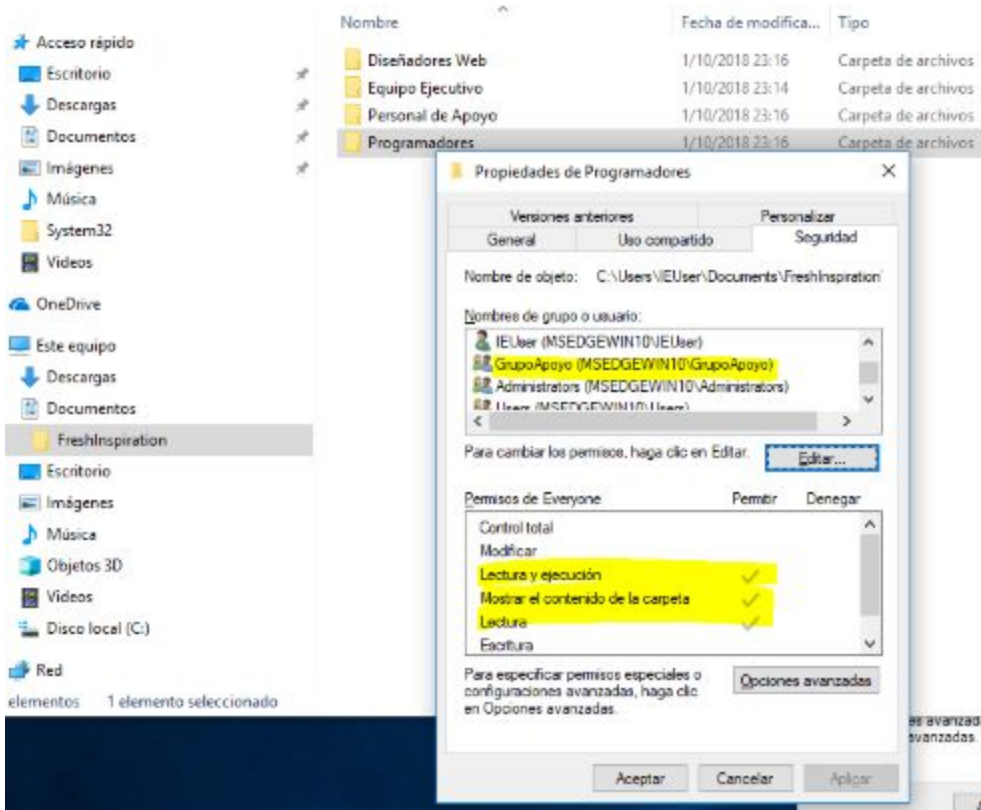 Nombre Fecha de modifica... Tipo
Acceso rápido
Escritorio
Descargas
Documentos
Imágenes
Música
System32
Videos
OneDrive
Este equipo
Descargas
Documentos
FreshInspiration
Escritorio
Imágenes
Música
Objetos 3D
Videos
Disco local (C:)
Red
elementos 1 elemento seleccionado
Diseñadores Web 1/10/2018 23:16 Carpeta de archivos
Equipo Ejecutivo 1/10/2018 23:14 Carpeta de archivos
Personal de Apoyo 1/10/2018 23:16 Carpeta de archivos
Programadores 1/10/2018 23:16 Carpeta de archivos
Propiedades de Programadores
Versiones anteriores Personalizar
General Uso compartido Seguridad
Nombre de objeto: C:\Users\IEUser\Documents\FreshInspiration\
Nombres de grupo o usuario:
IEUser (MSEDGEWIN10\IEUser)
GrupoApoyo (MSEDGEWIN10\GrupoApoyo)
Administrators (MSEDGEWIN10\Administrators)
Users (MSEDGEWIN10\Users)
Para cambiar los permisos, haga clic en Editar. Editar...
Permisos de Everyone Permitir Denegar
Control total
Modificar
Lectura y ejecución
Mostrar el contenido de la carpeta
Lectura
Escritura
Para especificar permisos especiales o
configuraciones avanzadas, haga clic
en Opciones avanzadas.
Opciones avanzadas
Aceptar Cancelar Aplicar
es avanzad
avanzadas.